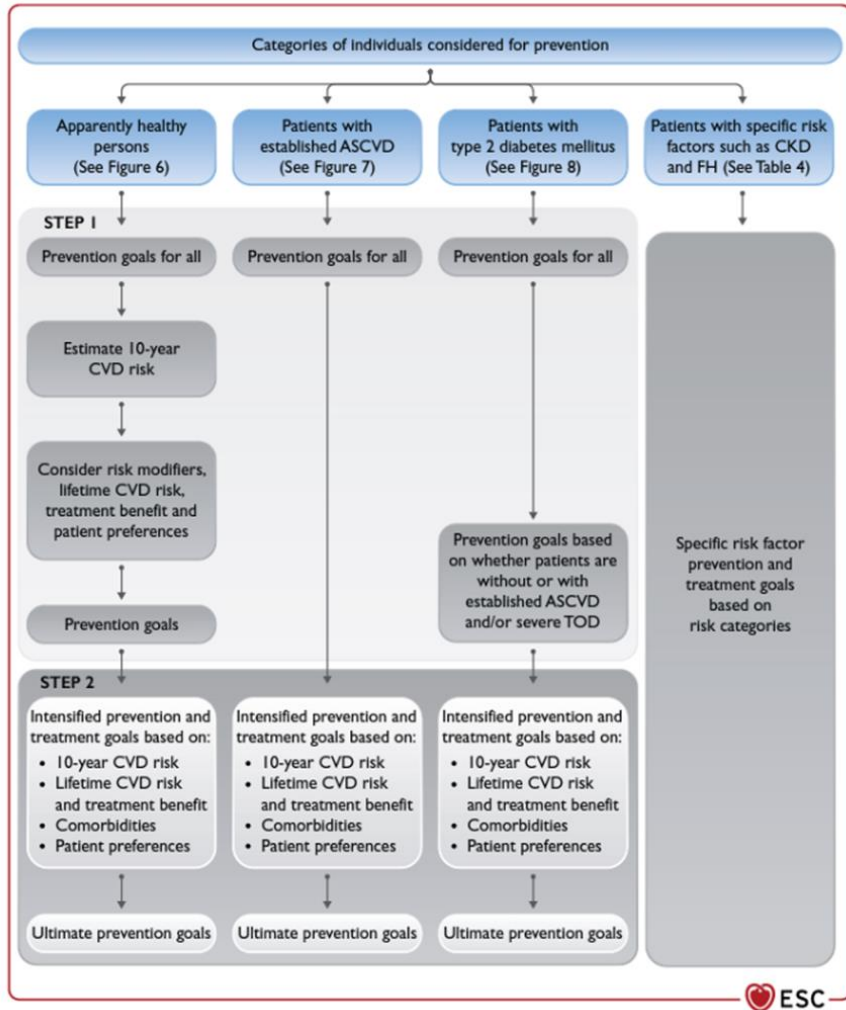 Categories of individuals considered for prevention
Apparently healthy
persons
(See Figure 6)
Patients with
established ASCVD
(See Figure 7)
Patients with
type 2 diabetes mellitus
(See Figure 8)
Patients with specific risk
factors such as CKD
and FH (See Table 4)
STEP 1
Prevention goals for all
Estimate 10-year
CVD risk
Consider risk modifiers,
lifetime CVD risk,
treatment benefit and
patient preferences
Prevention goals
Prevention goals for all
Prevention goals for all
Prevention goals based
on whether patients are
without or with
established ASCVD
and/or severe TOD
Specific risk factor
prevention and
treatment goals
based on
risk categories
STEP 2
Intensified prevention and
treatment goals based on:
• 10-year CVD risk
• Lifetime CVD risk
and treatment benefit
• Comorbidities
• Patient preferences
Ultimate prevention goals
Intensified prevention and
treatment goals based on:
• 10-year CVD risk
• Lifetime CVD risk
and treatment benefit
• Comorbidities
• Patient preferences
Ultimate prevention goals
Intensified prevention and
treatment goals based on:
• 10-year CVD risk
• Lifetime CVD risk
and treatment benefit
• Comorbidities
• Patient preferences
Ultimate prevention goals
ESC